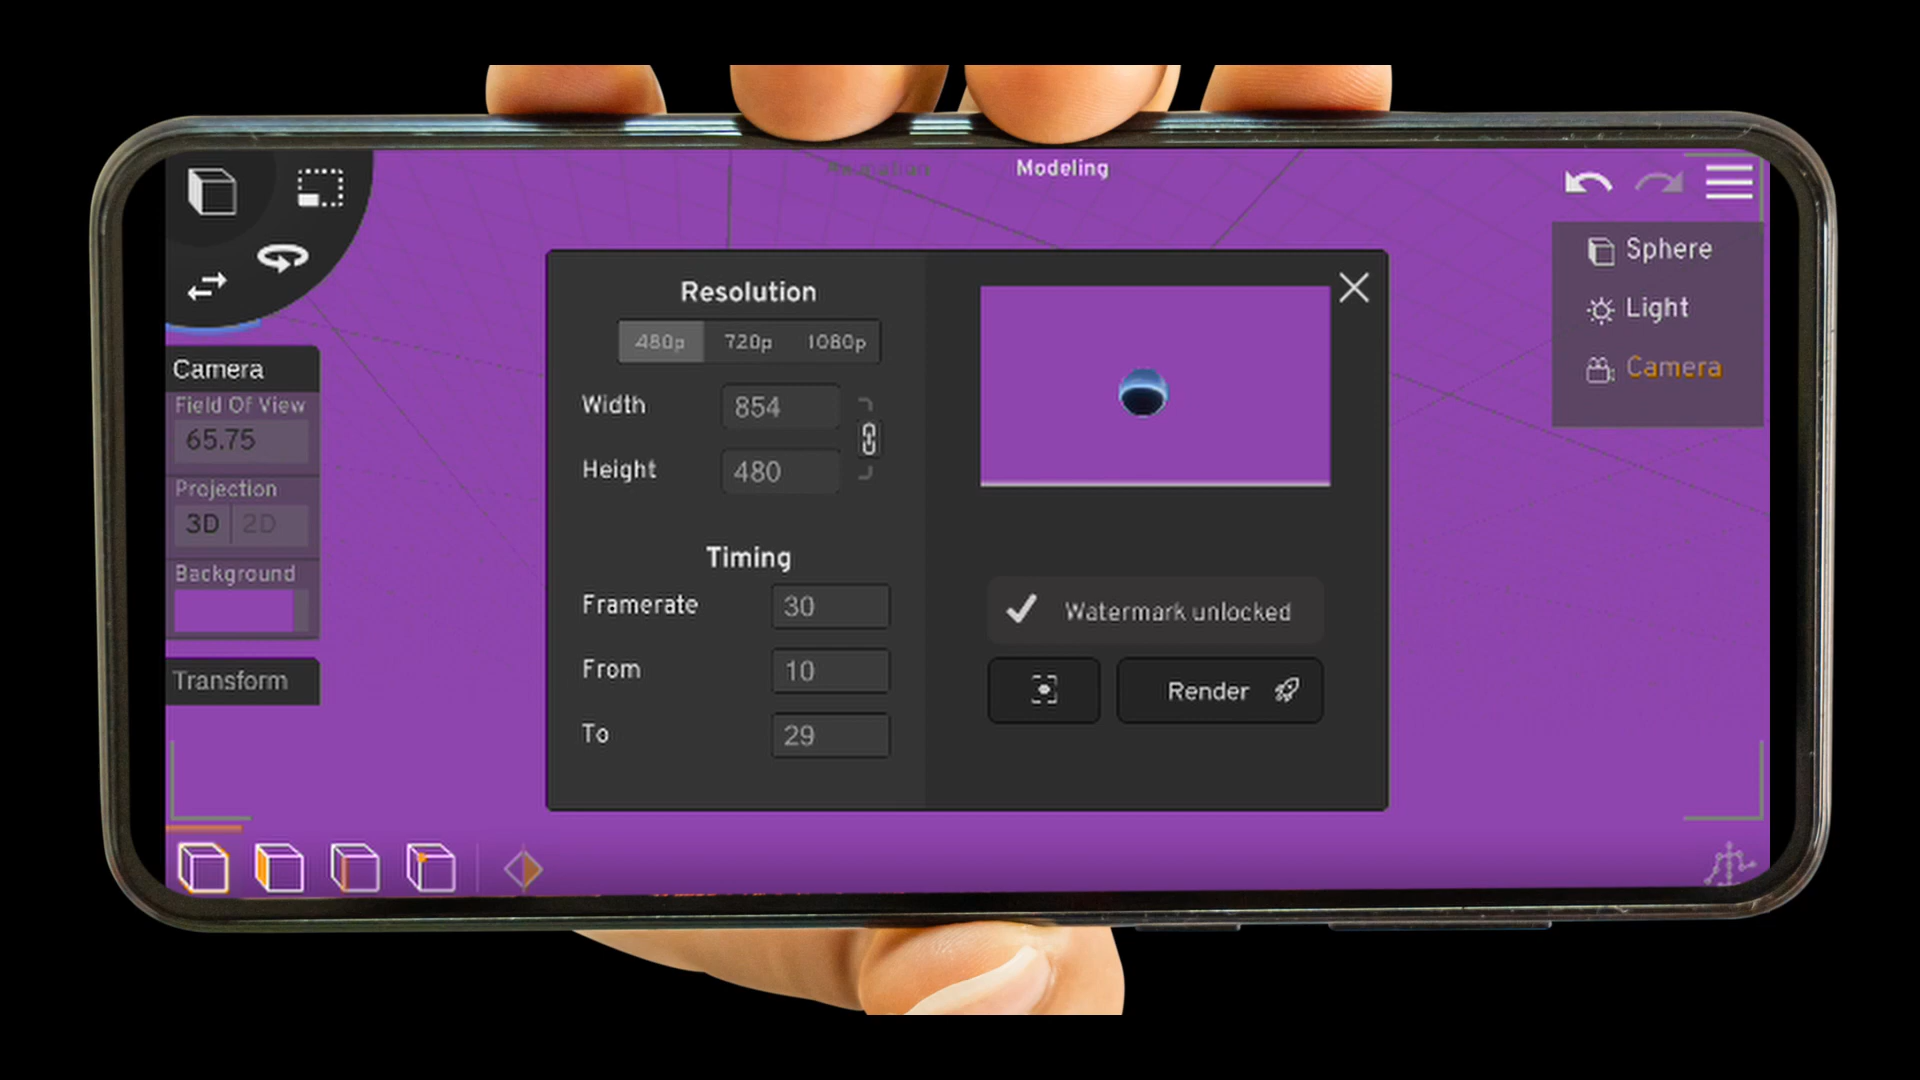 Animation
Modeling
Sphere
Light
Camera
Camera
Field Of View
65.75
Projection
3D 2D
Background
Transform
Resolution
480p 720p 1080p
Width 854
Height 480
Timing
Framerate 30
From 10
To 29
Watermark unlocked
Render